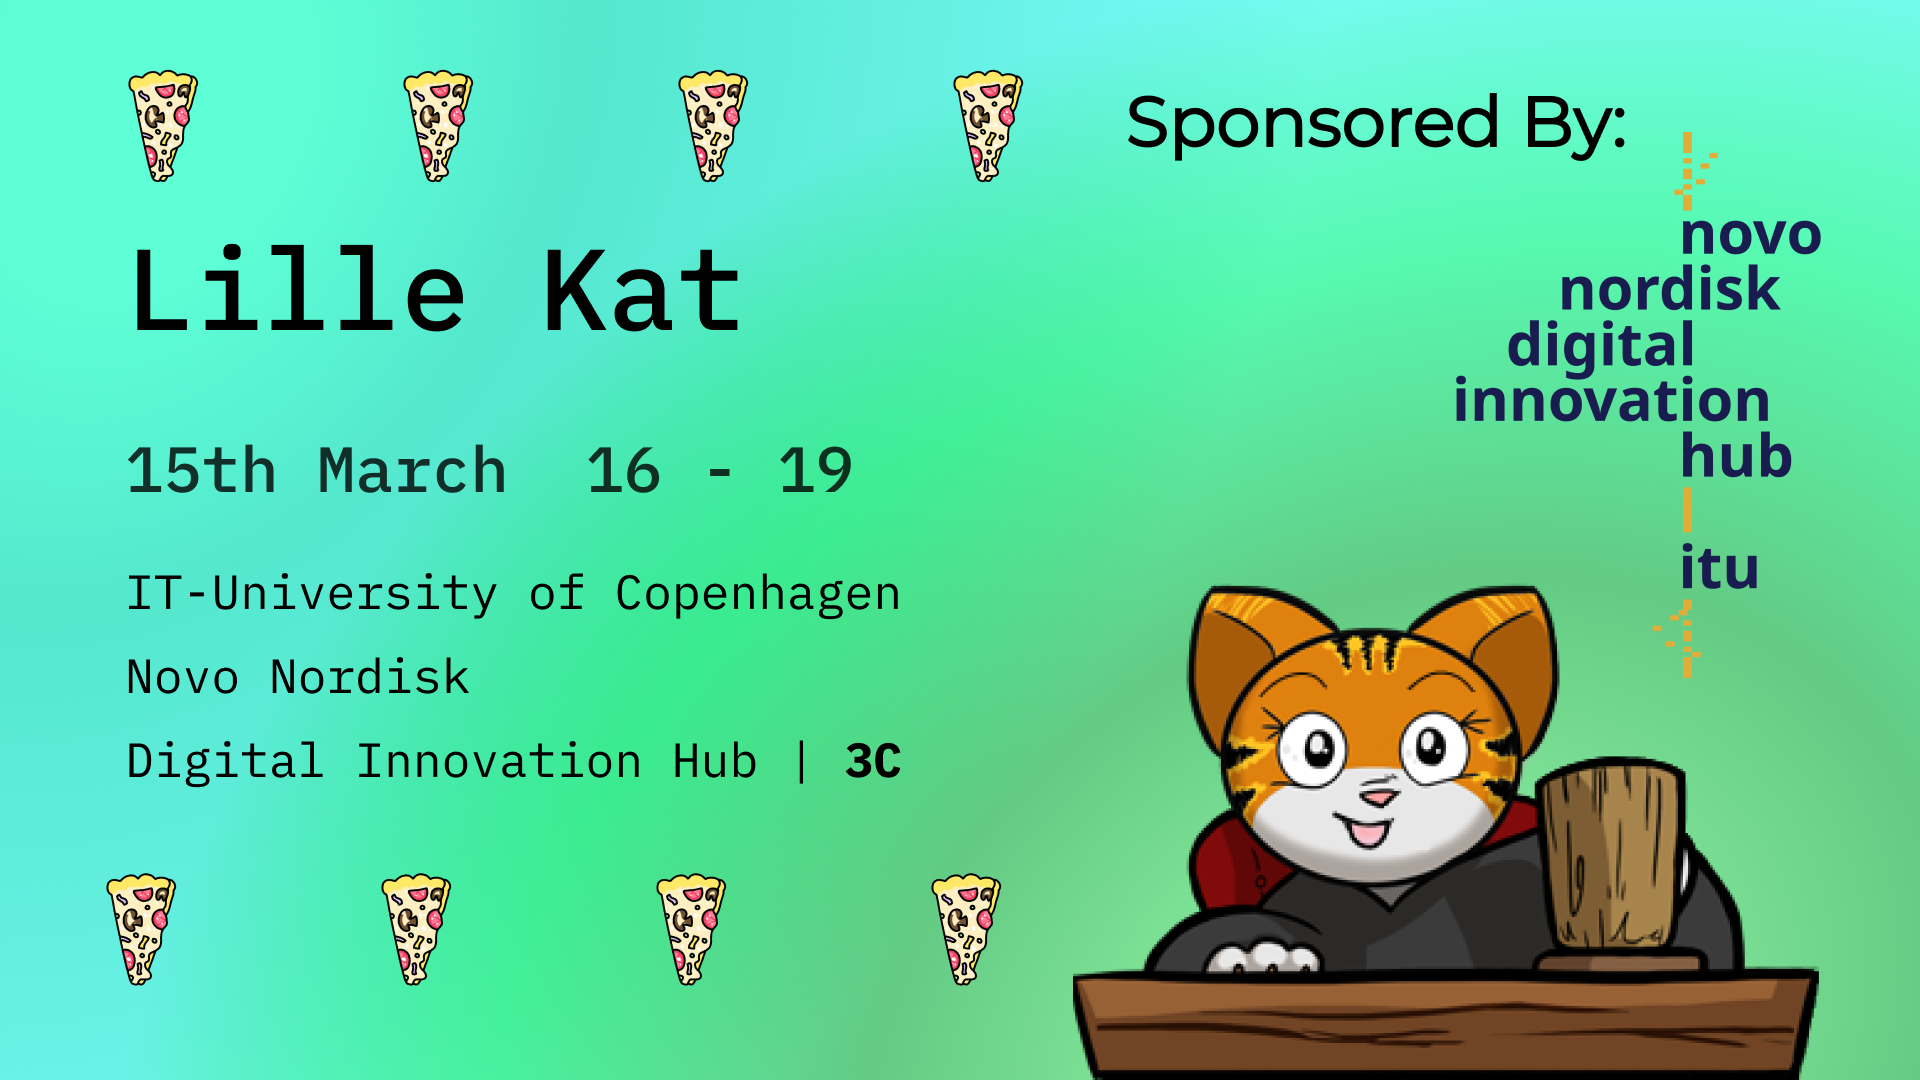 Lille Kat
15th March  16 - 19
IT-University of Copenhagen
Novo Nordisk
Digital Innovation Hub | 3C
Sponsored By:
novo
nordisk
digital
innovation
hub
itu